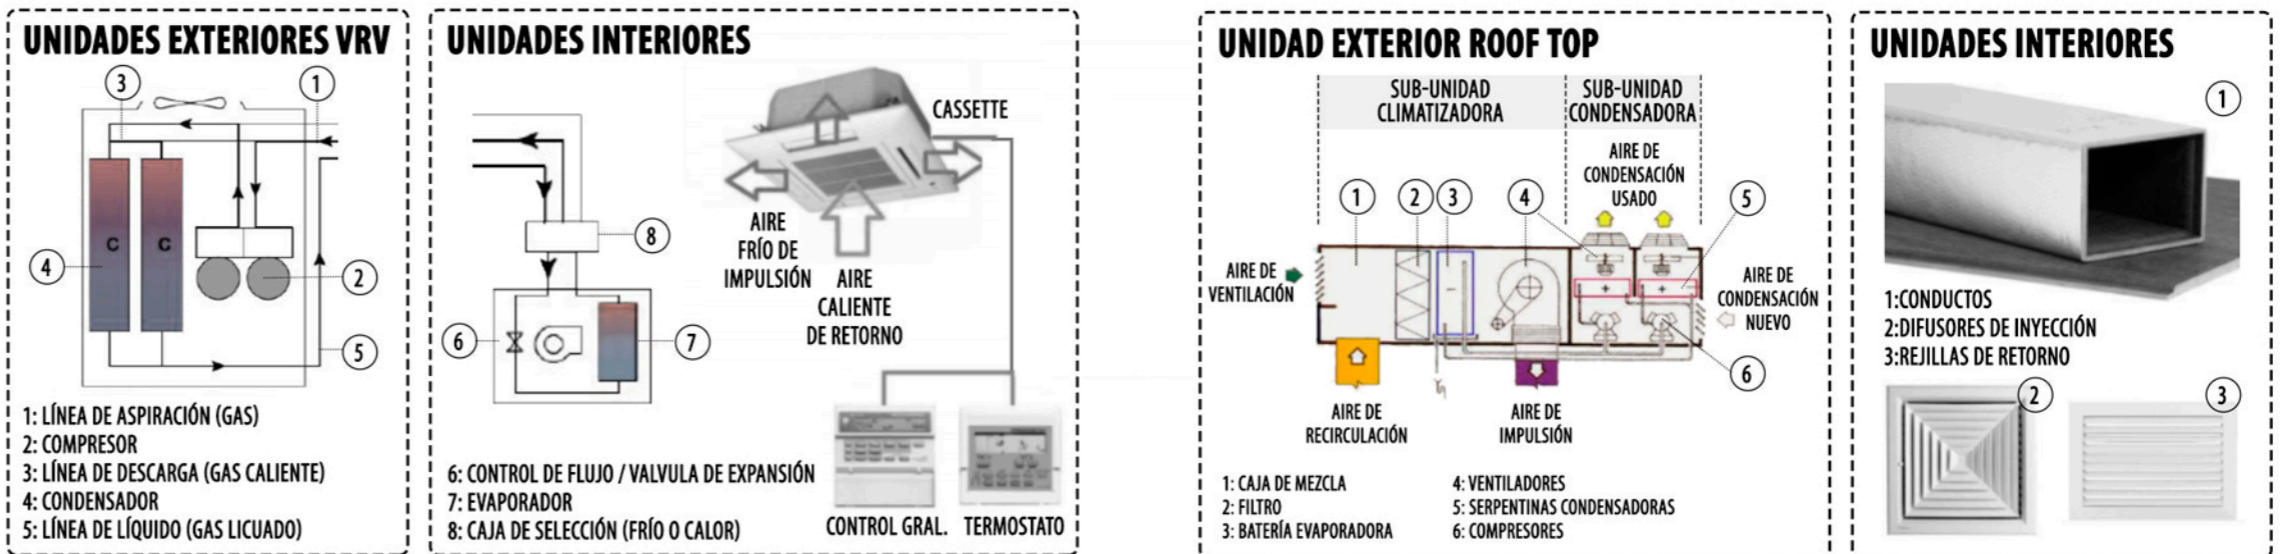 UNIDADES EXTERIORES VRV
3
1
C
C
4
2
5
1: LÍNEA DE ASPIRACIÓN (GAS)
2: COMPRESOR
3: LÍNEA DE DESCARGA (GAS CALIENTE)
4: CONDENSADOR
5: LÍNEA DE LÍQUIDO (GAS LICUADO)
UNIDADES INTERIORES
CASSETTE
8
AIRE
FRÍO DE
IMPULSIÓN
AIRE
CALIENTE
DE RETORNO
6
7
6: CONTROL DE FLUJO / VALVULA DE EXPANSIÓN
7: EVAPORADOR
8: CAJA DE SELECCIÓN (FRÍO O CALOR)
CONTROL GRAL.
TERMOSTATO
UNIDAD EXTERIOR ROOF TOP
SUB-UNIDAD
CLIMATIZADORA
SUB-UNIDAD
CONDENSADORA
AIRE DE
CONDENSACIÓN
USADO
1
2
3
4
5
AIRE DE
VENTILACIÓN
AIRE DE
CONDENSACIÓN
NUEVO
6
AIRE DE
RECIRCULACIÓN
AIRE DE
IMPULSIÓN
1: CAJA DE MEZCLA
2: FILTRO
3: BATERÍA EVAPORADORA
4: VENTILADORES
5: SERPENTINAS CONDENSADORAS
6: COMPRESORES
UNIDADES INTERIORES
1
1:CONDUCTOS
2:DIFUSORES DE INYECCIÓN
3:REJILLAS DE RETORNO
2
3